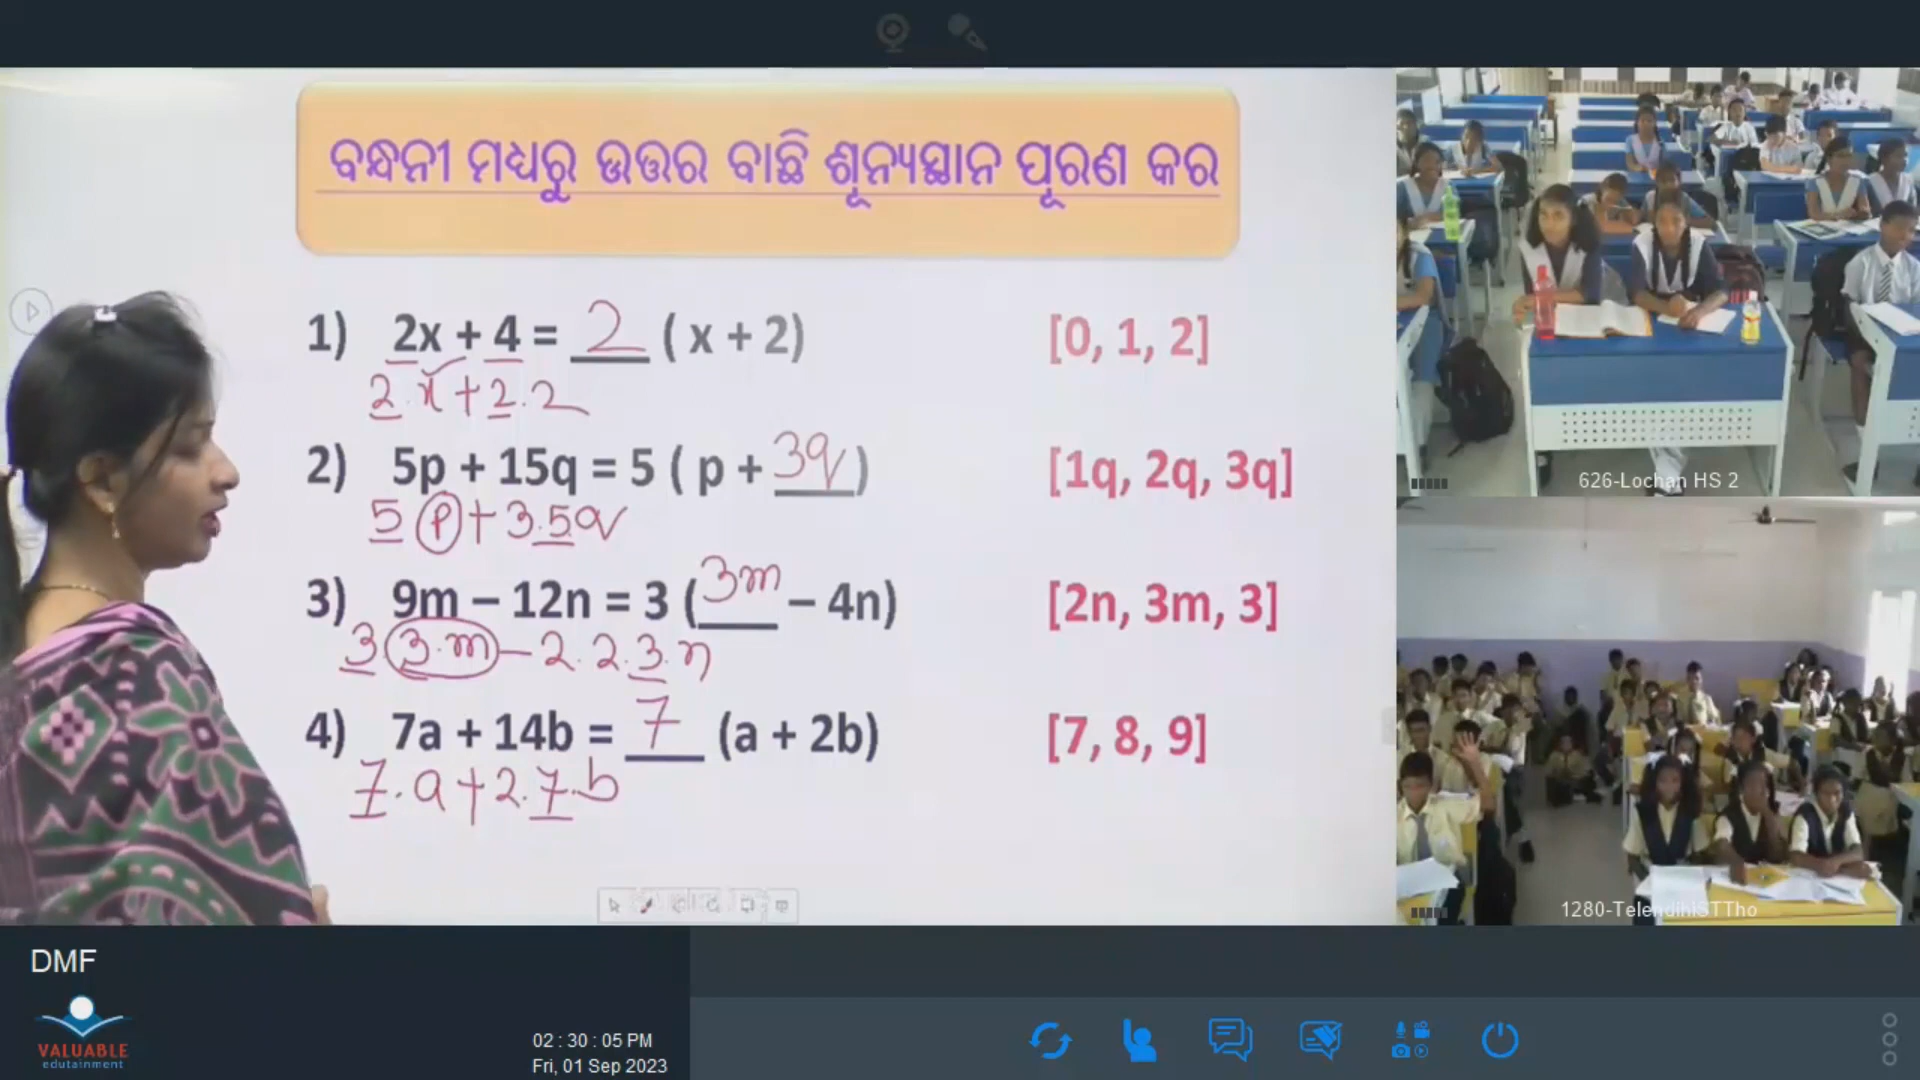 ବନ୍ଧନୀ ମଧ୍ୟରୁ ଉତ୍ତର ବାଛି ଶୂନ୍ୟସ୍ଥାନ ପୂରଣ କର
1) 2x + 4 = 2 ( x + 2) [0, 1, 2]
2.x + 2.2
2) 5p + 15q = 5 ( p + 3q ) [1q, 2q, 3q]
5 p + 3.5q
3) 9m – 12n = 3 ( 3m – 4n) [2n, 3m, 3]
3 3.m – 2.2.3.n
4) 7a + 14b = 7 (a + 2b) [7, 8, 9]
7.a + 2.7.b
626-Lochan HS 2
1280-TelendihISTTho
DMF
VALUABLE
edutainment
02 : 30 : 05 PM
Fri, 01 Sep 2023